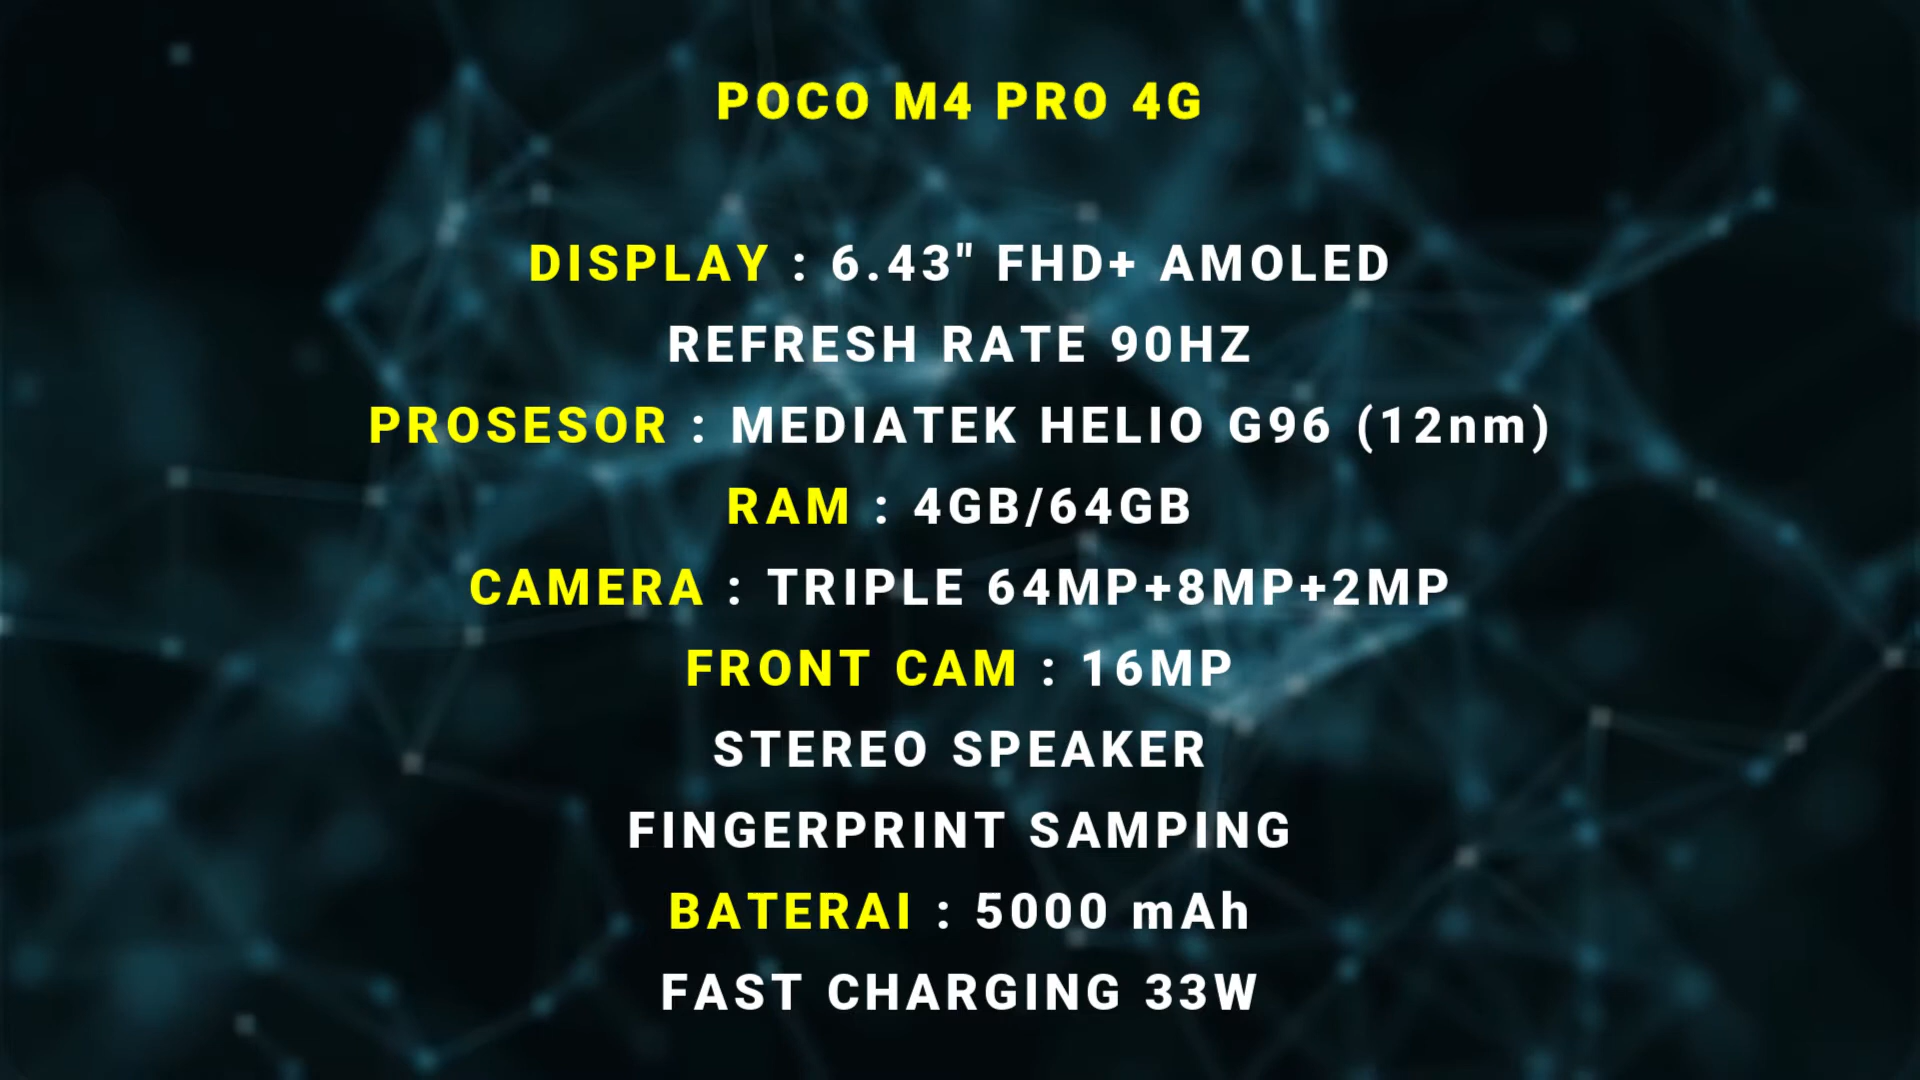 POCO M4 PRO 4G
DISPLAY : 6.43" FHD+ AMOLED
REFRESH RATE 90HZ
PROSESOR : MEDIATEK HELIO G96 (12nm)
RAM : 4GB/64GB
CAMERA : TRIPLE 64MP+8MP+2MP
FRONT CAM : 16MP
STEREO SPEAKER
FINGERPRINT SAMPING
BATERAI : 5000 mAh
FAST CHARGING 33W